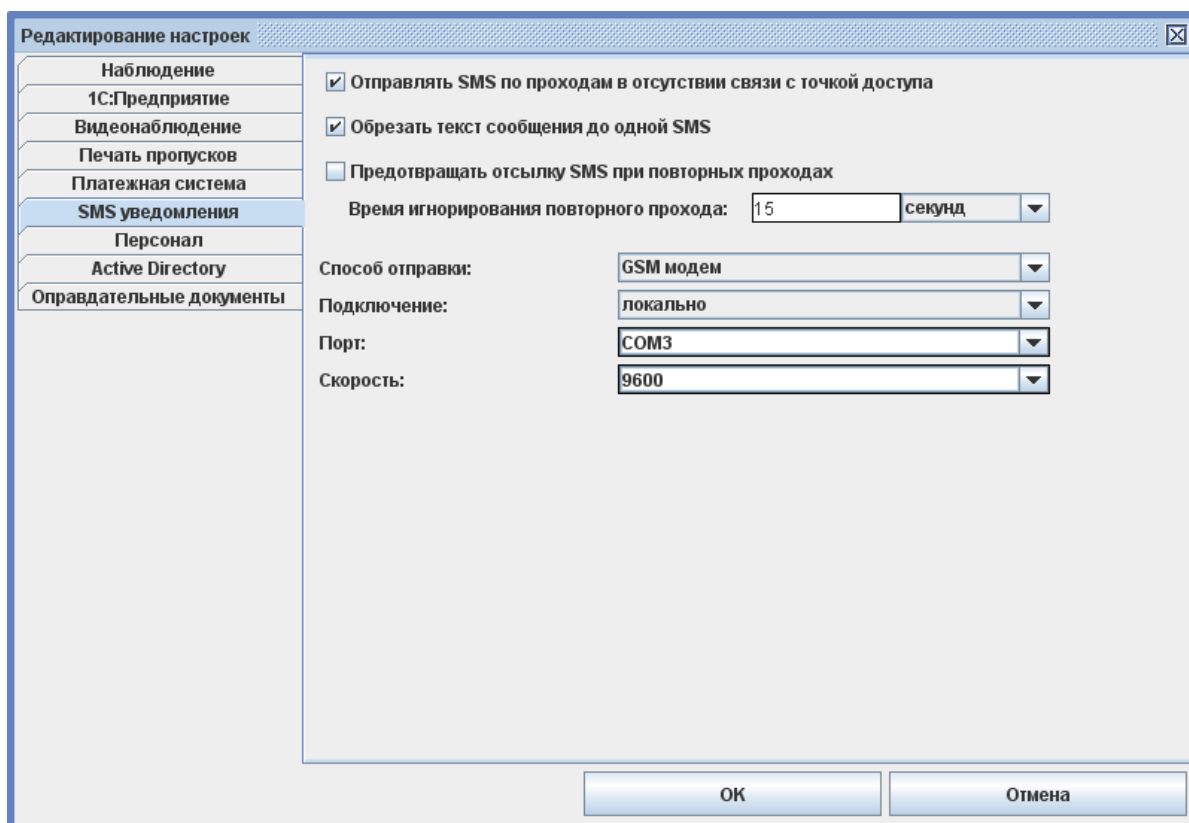 Редактирование настроек
Наблюдение
1С:Предприятие
Видеонаблюдение
Печать пропусков
Платежная система
SMS уведомления
Персонал
Active Directory
Оправдательные документы
Отправлять SMS по проходам в отсутствии связи с точкой доступа
Обрезать текст сообщения до одной SMS
Предотвращать отсылку SMS при повторных проходах
Время игнорирования повторного прохода: 15 секунд
Способ отправки: GSM модем
Подключение: локально
Порт: COM3
Скорость: 9600
ОК Отмена